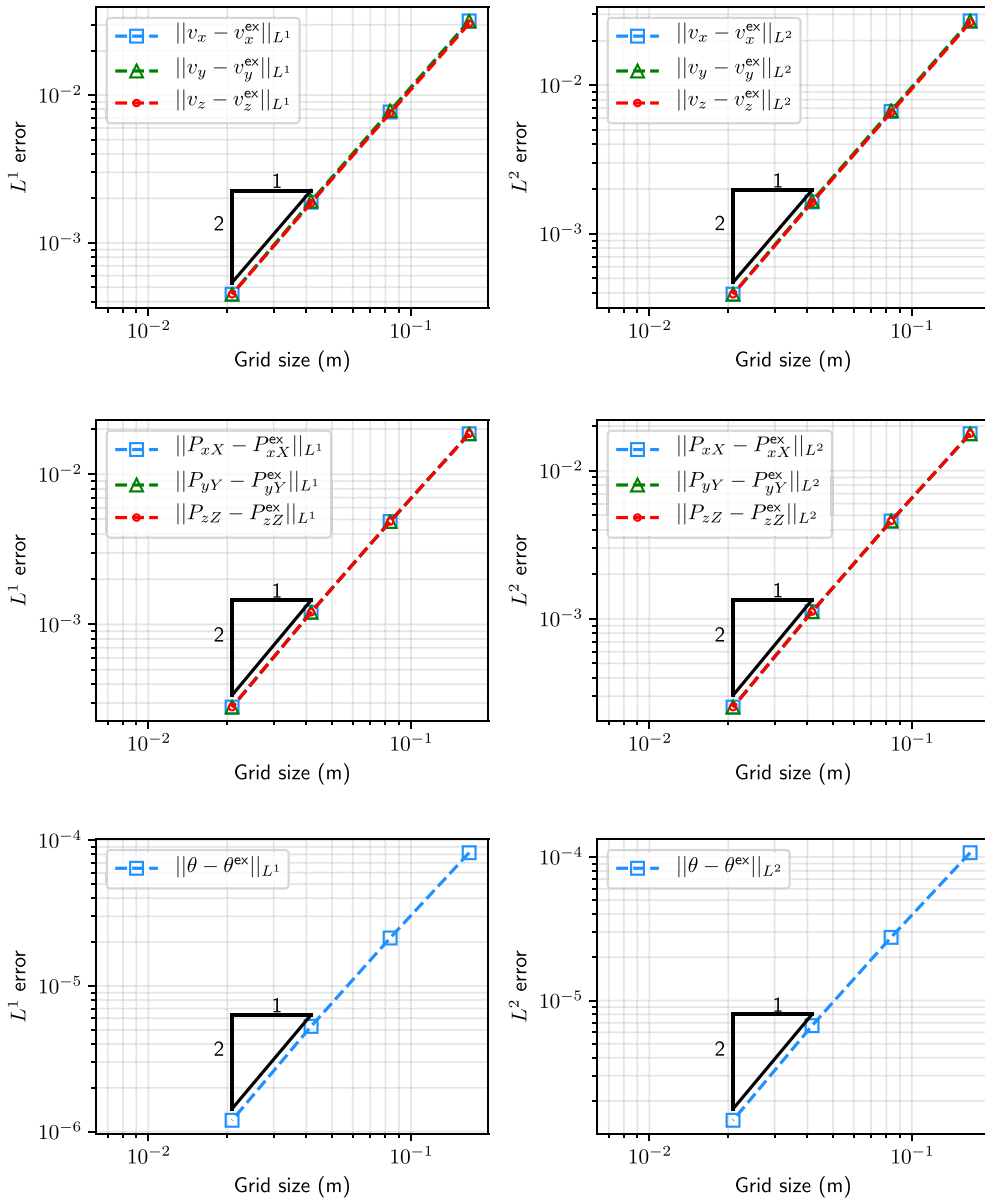 ||v_x − v_x^ex||_{L^1}
||v_y − v_y^ex||_{L^1}
||v_z − v_z^ex||_{L^1}
10^{-2}
10^{-3}
L^1 error
1
2
10^{-2}
10^{-1}
Grid size (m)
||v_x − v_x^ex||_{L^2}
||v_y − v_y^ex||_{L^2}
||v_z − v_z^ex||_{L^2}
10^{-2}
10^{-3}
L^2 error
1
2
10^{-2}
10^{-1}
Grid size (m)
||P_{xX} − P_{xX}^ex||_{L^1}
||P_{yY} − P_{yY}^ex||_{L^1}
||P_{zZ} − P_{zZ}^ex||_{L^1}
10^{-2}
10^{-3}
L^1 error
1
2
10^{-2}
10^{-1}
Grid size (m)
||P_{xX} − P_{xX}^ex||_{L^2}
||P_{yY} − P_{yY}^ex||_{L^2}
||P_{zZ} − P_{zZ}^ex||_{L^2}
10^{-2}
10^{-3}
L^2 error
1
2
10^{-2}
10^{-1}
Grid size (m)
||θ − θ^ex||_{L^1}
10^{-4}
10^{-5}
10^{-6}
L^1 error
1
2
10^{-2}
10^{-1}
Grid size (m)
||θ − θ^ex||_{L^2}
10^{-4}
10^{-5}
L^2 error
1
2
10^{-2}
10^{-1}
Grid size (m)